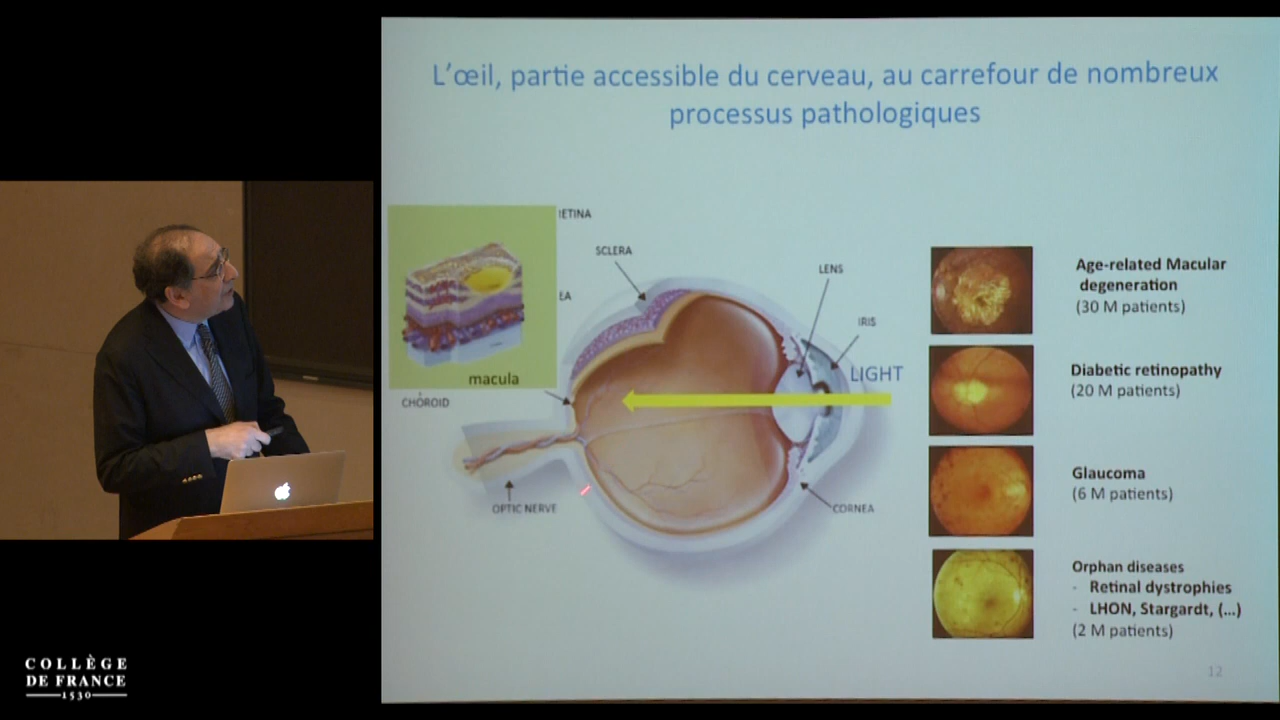 L'œil, partie accessible du cerveau, au carrefour de nombreux
processus pathologiques
ETINA
SCLERA
LENS
EA
IRIS
LIGHT
macula
CHOROID
OPTIC NERVE
CORNEA
Age-related Macular
degeneration
(30 M patients)
Diabetic retinopathy
(20 M patients)
Glaucoma
(6 M patients)
Orphan diseases
- Retinal dystrophies
- LHON, Stargardt, (...)
(2 M patients)
12
COLLÈGE
DE FRANCE
1530